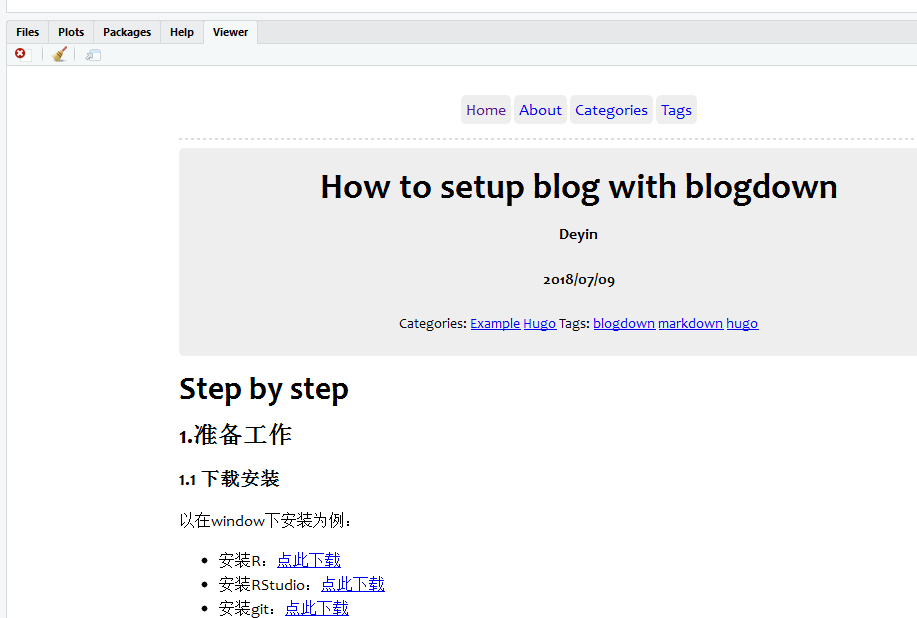 Files Plots Packages Help Viewer
Home About Categories Tags
How to setup blog with blogdown
Deyin
2018/07/09
Categories: Example Hugo Tags: blogdown markdown hugo
Step by step
1.准备工作
1.1 下载安装
以在window下安装为例：
安装R：点此下载
安装RStudio：点此下载
安装git：点此下载